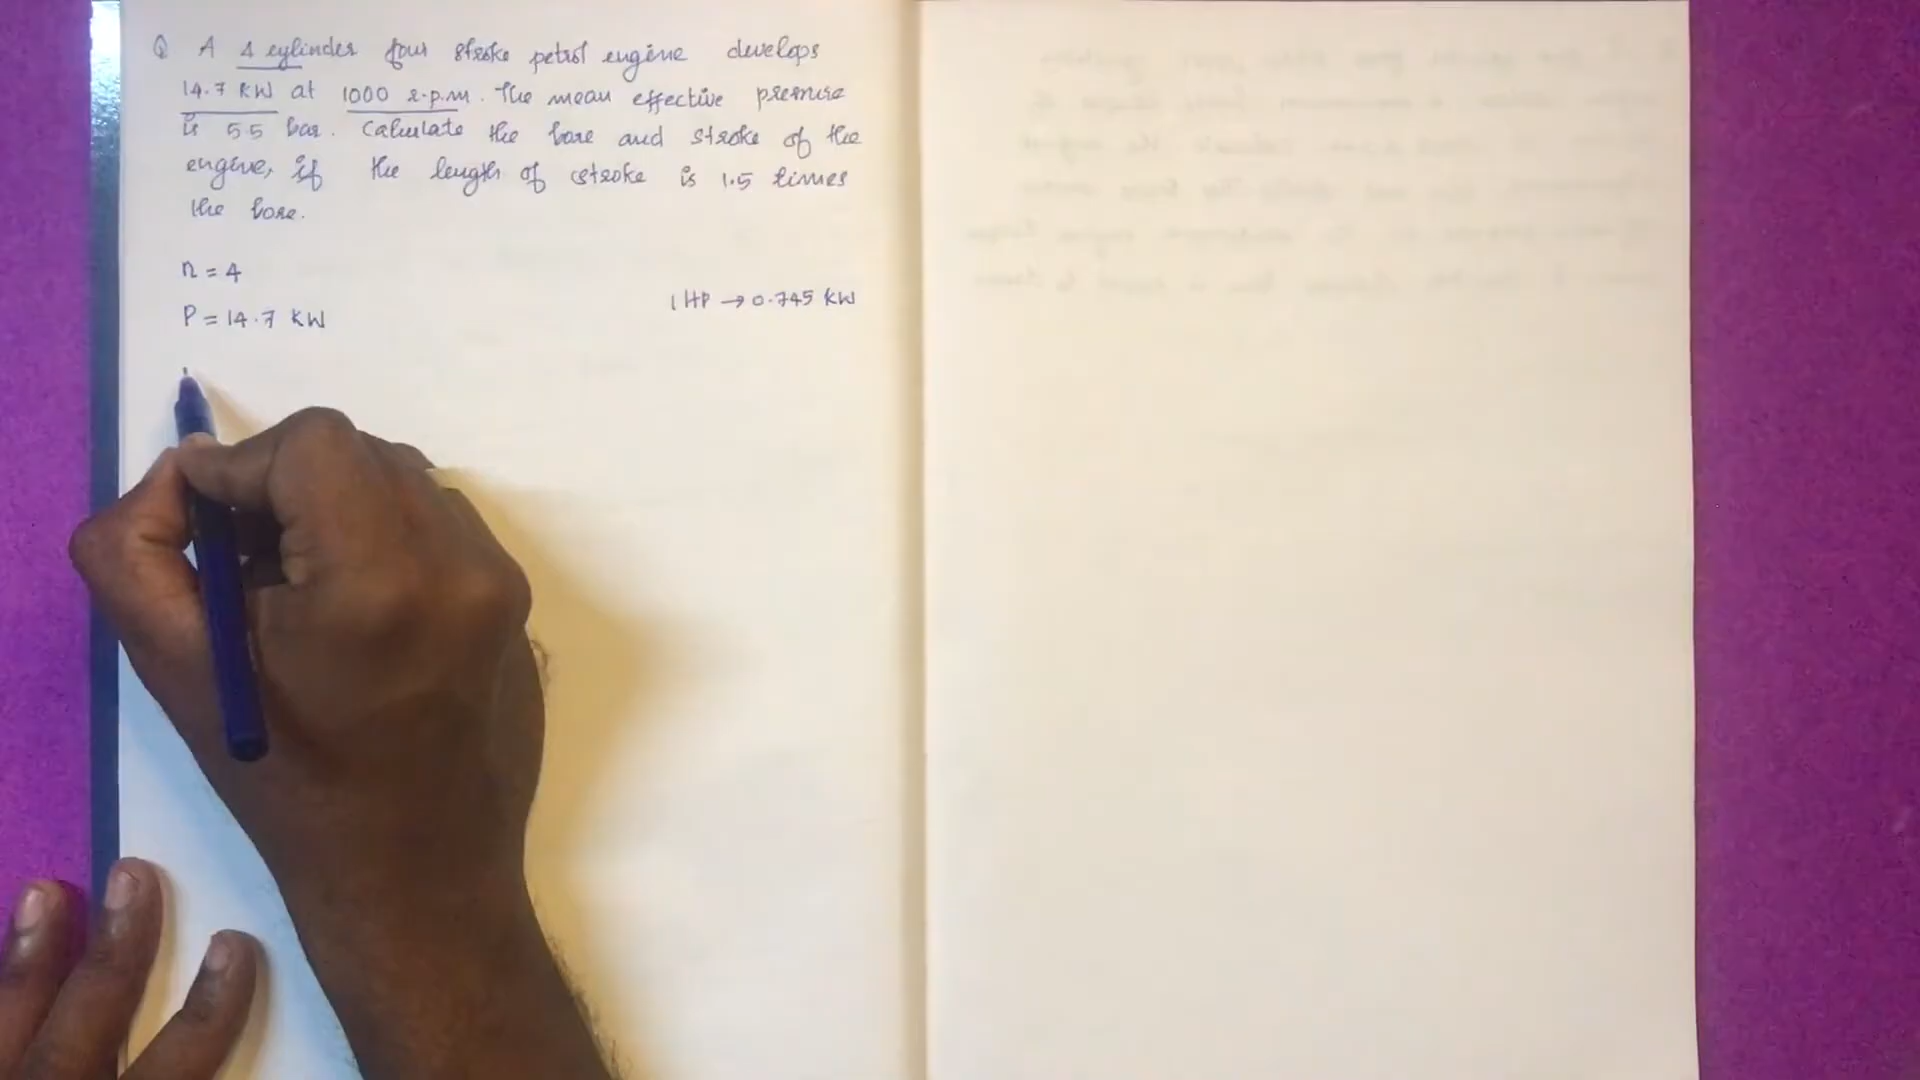 Q A 4 cylinder four stroke petrol engine develops
14.7 KW at 1000 r.p.m. The mean effective pressure
is 5.5 bar. Calculate the bore and stroke of the
engine, if the length of stroke is 1.5 times
the bore.
n = 4
1 HP → 0.745 KW
P = 14.7 KW